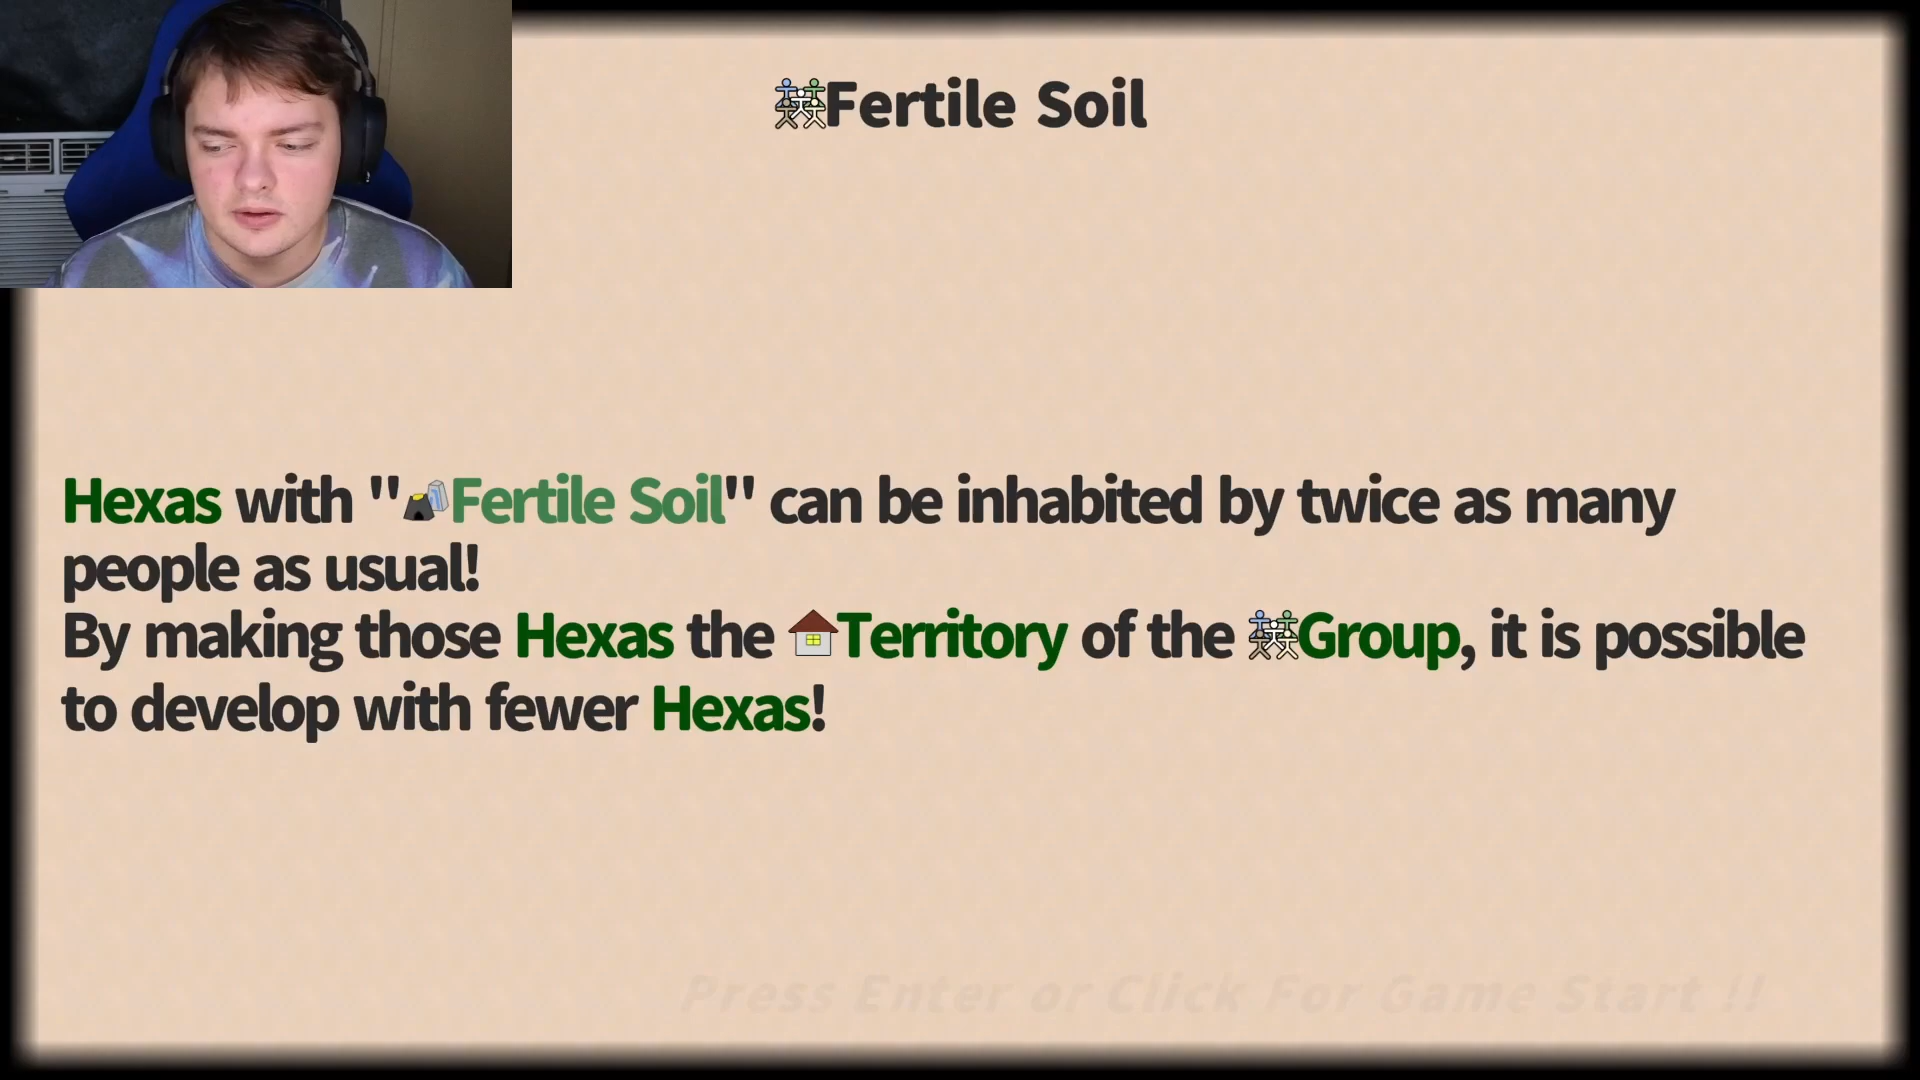 Fertile Soil
Hexas with "Fertile Soil" can be inhabited by twice as many
people as usual!
By making those Hexas the Territory of the Group, it is possible
to develop with fewer Hexas!
Press Enter or Click For Game Start !!